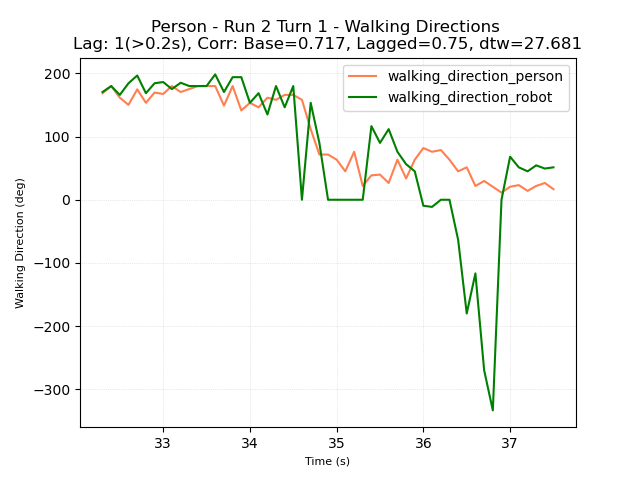 Person - Run 2 Turn 1 - Walking Directions
Lag: 1(>0.2s), Corr: Base=0.717, Lagged=0.75, dtw=27.681
walking_direction_person
walking_direction_robot
200
100
0
−100
−200
−300
Walking Direction (deg)
33 34 35 36 37
Time (s)